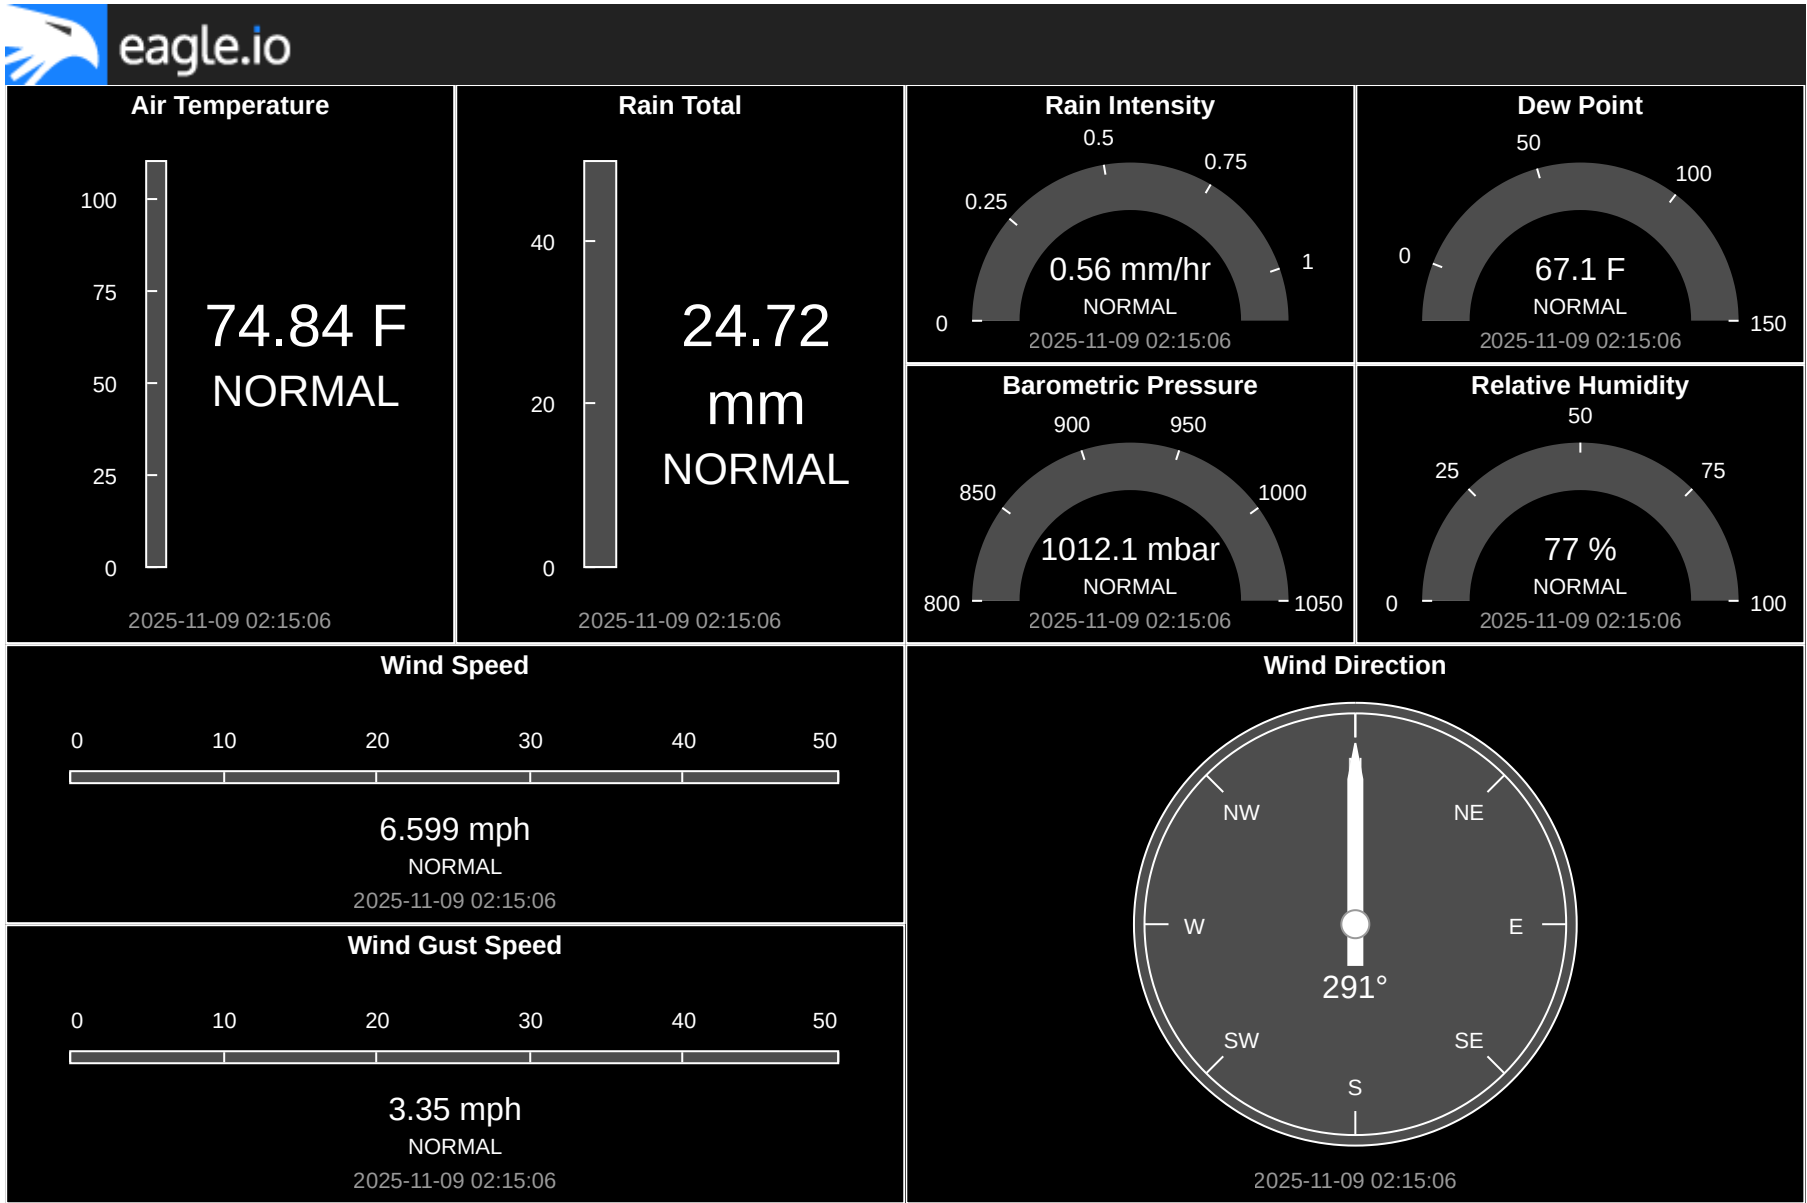 eagle.io
Air Temperature
100
75
50
25
0
74.84 F
NORMAL
2025-11-09 02:15:06
Rain Total
40
20
0
24.72
mm
NORMAL
2025-11-09 02:15:06
Rain Intensity
0
0.25
0.5
0.75
1
0.56 mm/hr
NORMAL
2025-11-09 02:15:06
Dew Point
0
50
100
150
67.1 F
NORMAL
2025-11-09 02:15:06
Barometric Pressure
800
850
900
950
1000
1050
1012.1 mbar
NORMAL
2025-11-09 02:15:06
Relative Humidity
0
25
50
75
100
77 %
NORMAL
2025-11-09 02:15:06
Wind Speed
0 10 20 30 40 50
6.599 mph
NORMAL
2025-11-09 02:15:06
Wind Gust Speed
0 10 20 30 40 50
3.35 mph
NORMAL
2025-11-09 02:15:06
Wind Direction
NW NE
W E
291°
SW SE
S
2025-11-09 02:15:06